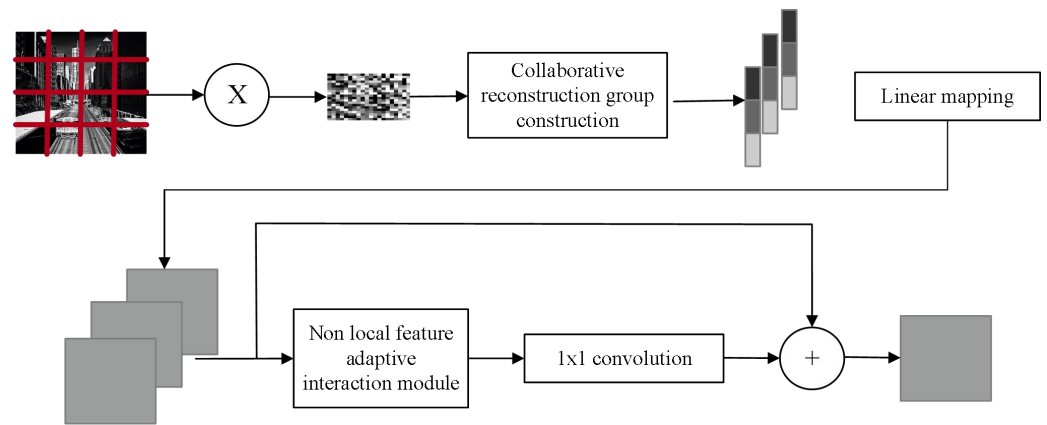 X
Collaborative
reconstruction group
construction
Linear mapping
Non local feature
adaptive
interaction module
1x1 convolution
+